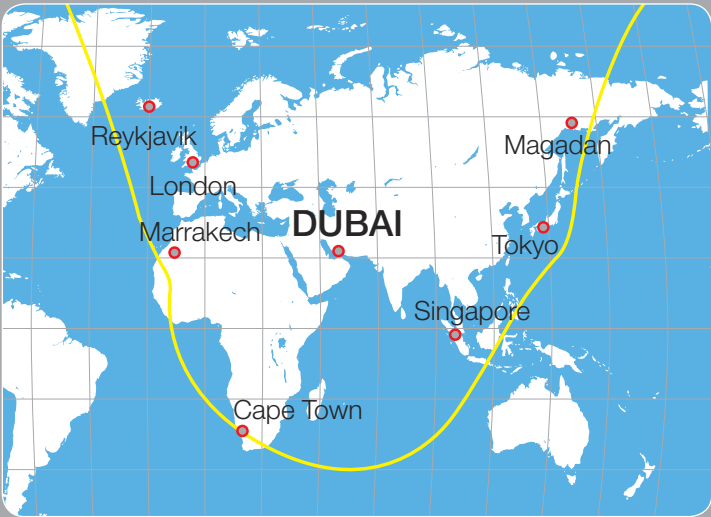 Reykjavik
Magadan
London
DUBAI
Marrakech
Tokyo
Singapore
Cape Town